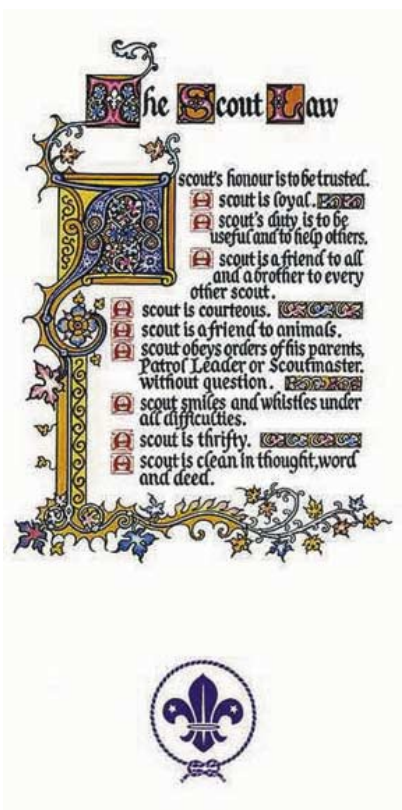 The Scout Law
A scout's honour is to be trusted.
A scout is loyal.
A scout's duty is to be
useful and to help others.
A scout is a friend to all
and a brother to every
other scout.
A scout is courteous.
A scout is a friend to animals.
A scout obeys orders of his parents,
Patrol Leader or Scoutmaster.
without question.
A scout smiles and whistles under
all difficulties.
A scout is thrifty.
A scout is clean in thought, word
and deed.